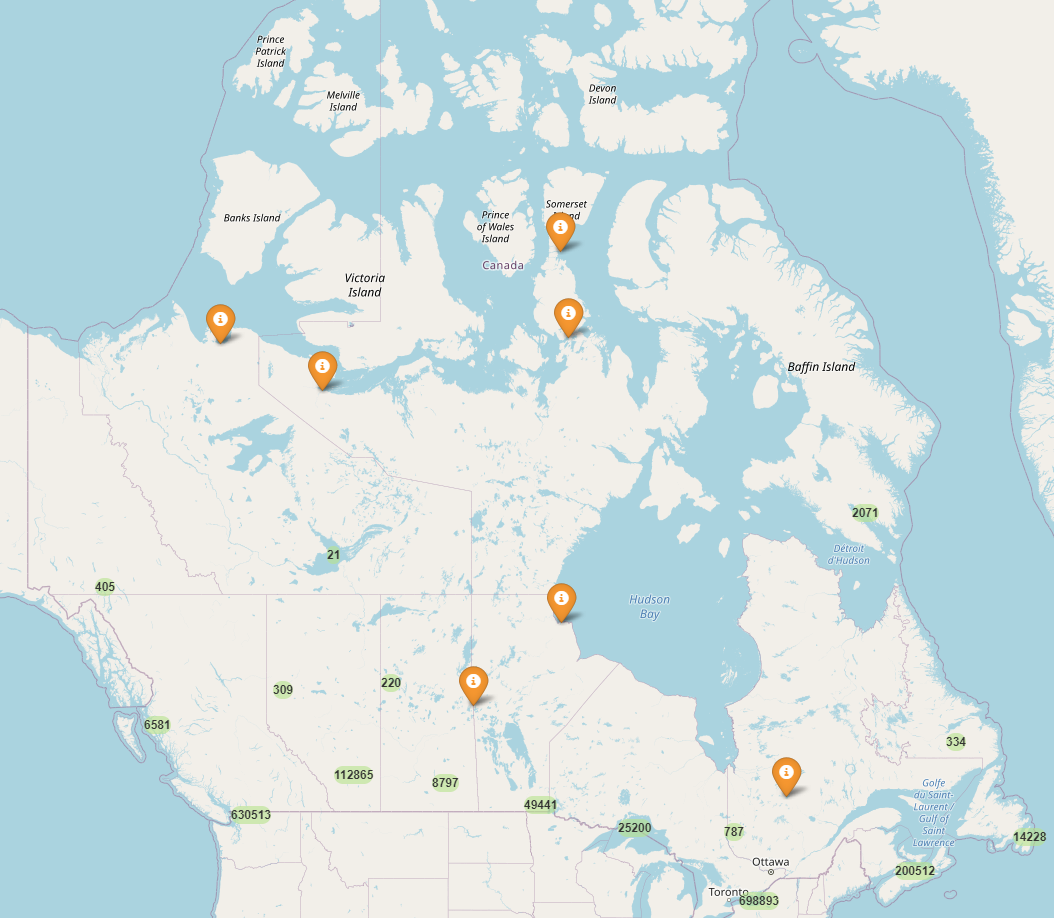 Prince
Patrick
Island
Melville
Island
Devon
Island
Banks Island
Prince
of Wales
Island
Somerset
Canada
Victoria
Island
Baffin Island
2071
Détroit
d'Hudson
21
405
Hudson
Bay
309
220
6581
334
112865
8797
630513
49441
25200
787
Golfe
du Saint-
Laurent /
Gulf of
Saint
Lawrence
14228
Ottawa
200512
Toronto
698893